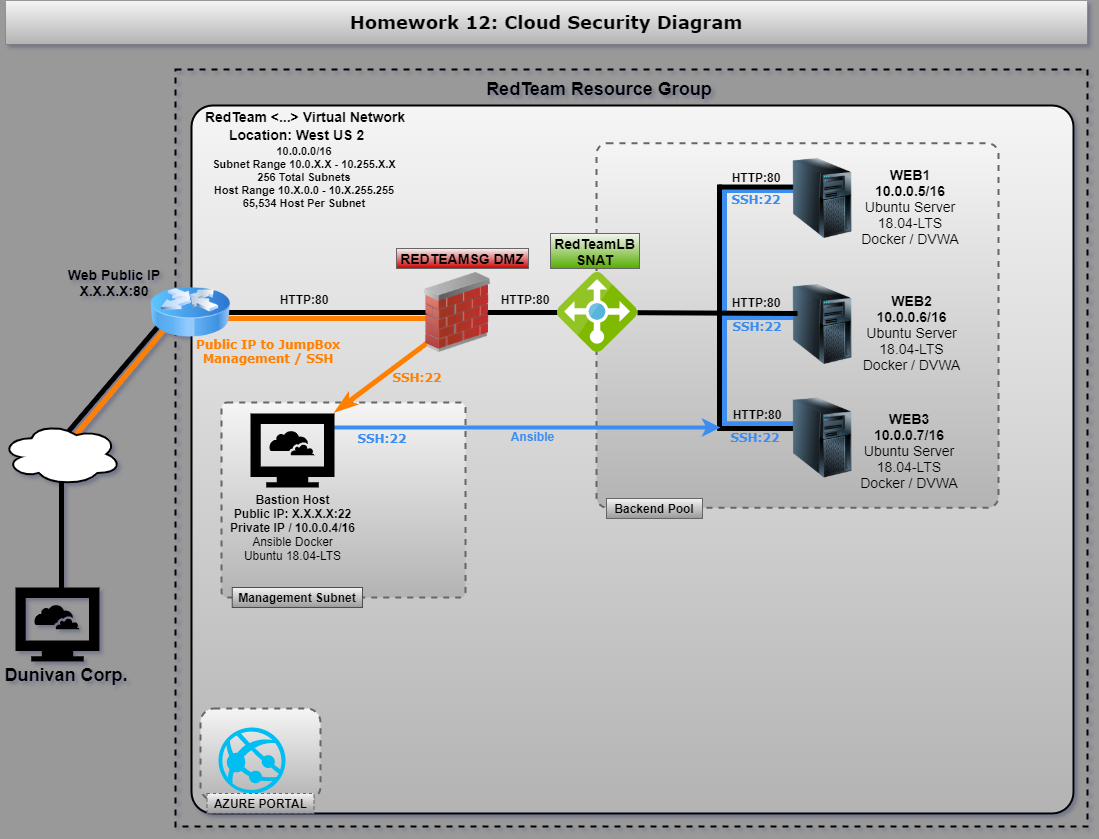 Homework 12: Cloud Security Diagram
RedTeam Resource Group
RedTeam <...> Virtual Network
Location: West US 2
10.0.0.0/16
Subnet Range 10.0.X.X - 10.255.X.X
256 Total Subnets
Host Range 10.X.0.0 - 10.X.255.255
65,534 Host Per Subnet
Web Public IP
X.X.X.X:80
HTTP:80
Public IP to JumpBox
Management / SSH
REDTEAMSG DMZ
HTTP:80
SSH:22
RedTeamLB
SNAT
HTTP:80
SSH:22
WEB1
10.0.0.5/16
Ubuntu Server
18.04-LTS
Docker / DVWA
HTTP:80
SSH:22
WEB2
10.0.0.6/16
Ubuntu Server
18.04-LTS
Docker / DVWA
HTTP:80
SSH:22
WEB3
10.0.0.7/16
Ubuntu Server
18.04-LTS
Docker / DVWA
Backend Pool
SSH:22
Ansible
Bastion Host
Public IP: X.X.X.X:22
Private IP / 10.0.0.4/16
Ansible Docker
Ubuntu 18.04-LTS
Management Subnet
Dunivan Corp.
AZURE PORTAL